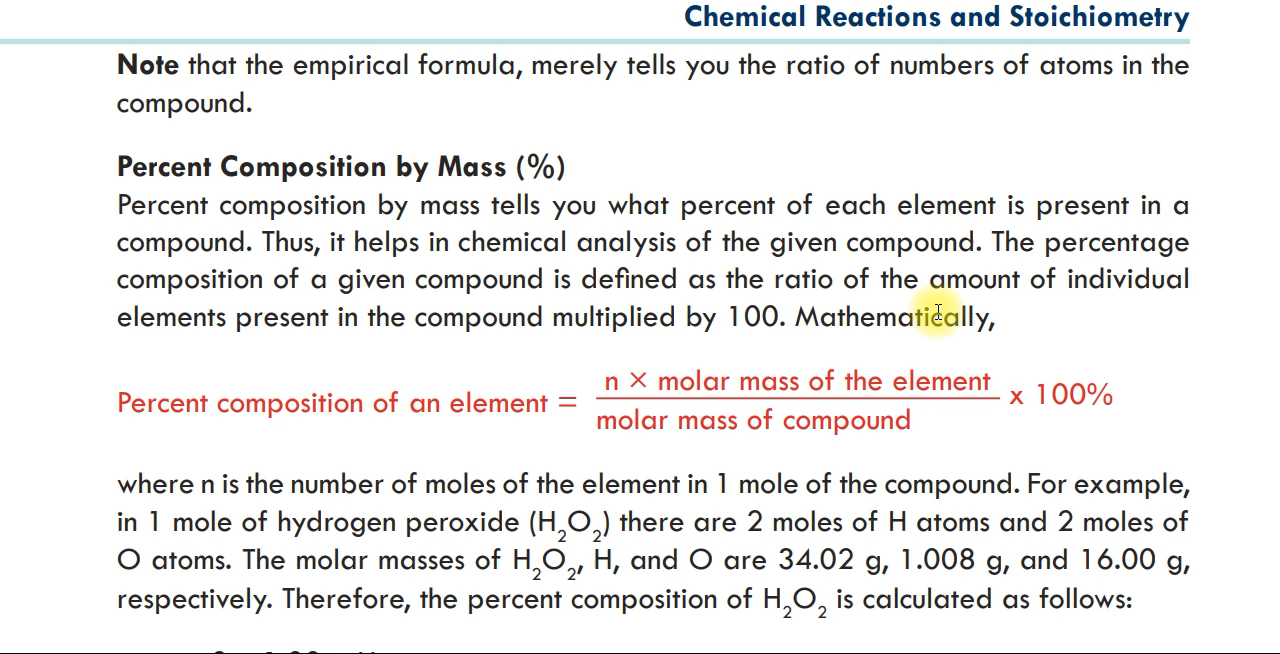 Chemical Reactions and Stoichiometry
Note that the empirical formula, merely tells you the ratio of numbers of atoms in the
compound.
Percent Composition by Mass (%)
Percent composition by mass tells you what percent of each element is present in a
compound. Thus, it helps in chemical analysis of the given compound. The percentage
composition of a given compound is defined as the ratio of the amount of individual
elements present in the compound multiplied by 100. Mathematically,
Percent composition of an element = n × molar mass of the element / molar mass of compound x 100%
where n is the number of moles of the element in 1 mole of the compound. For example,
in 1 mole of hydrogen peroxide (H₂O₂) there are 2 moles of H atoms and 2 moles of
O atoms. The molar masses of H₂O₂, H, and O are 34.02 g, 1.008 g, and 16.00 g,
respectively. Therefore, the percent composition of H₂O₂ is calculated as follows: